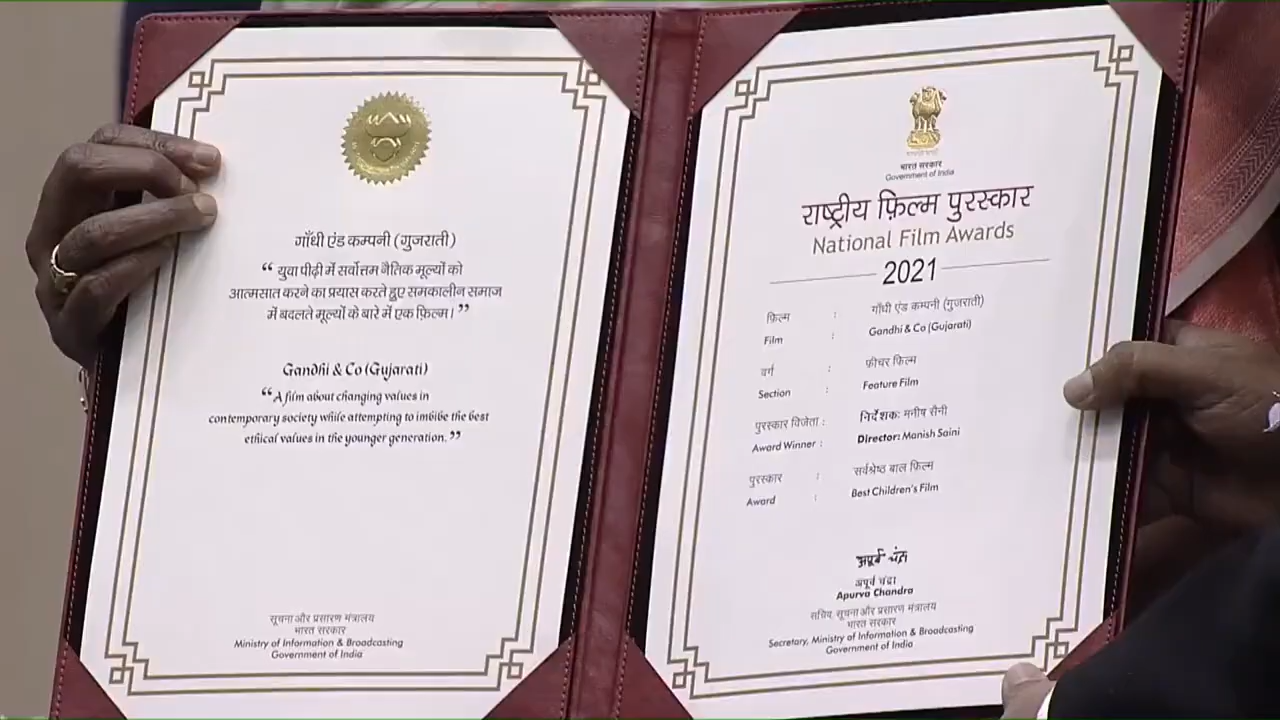 गाँधी एंड कम्पनी (गुजराती)
“ युवा पीढ़ी में सर्वोत्तम नैतिक मूल्यों को
आत्मसात करने का प्रयास करते हुए समकालीन समाज
में बदलते मूल्यों के बारे में एक फ़िल्म। ”
Gandhi & Co (Gujarati)
“A film about changing values in
contemporary society while attempting to imbibe the best
ethical values in the younger generation. ”
सूचना और प्रसारण मंत्रालय
भारत सरकार
Ministry of Information & Broadcasting
Government of India
भारत सरकार
Government of India
राष्ट्रीय फ़िल्म पुरस्कार
National Film Awards
2021
फ़िल्म : गाँधी एंड कम्पनी (गुजराती)
Film : Gandhi & Co (Gujarati)
वर्ग : फीचर फिल्म
Section : Feature Film
पुरस्कार विजेता : निर्देशक: मनीष सैनी
Award Winner : Director: Manish Saini
पुरस्कार : सर्वश्रेष्ठ बाल फिल्म
Award : Best Children's Film
अपूर्व चंद्रा
अपूर्व चंद्रा
Apurva Chandra
सचिव, सूचना और प्रसारण मंत्रालय
भारत सरकार
Secretary, Ministry of Information & Broadcasting
Government of India